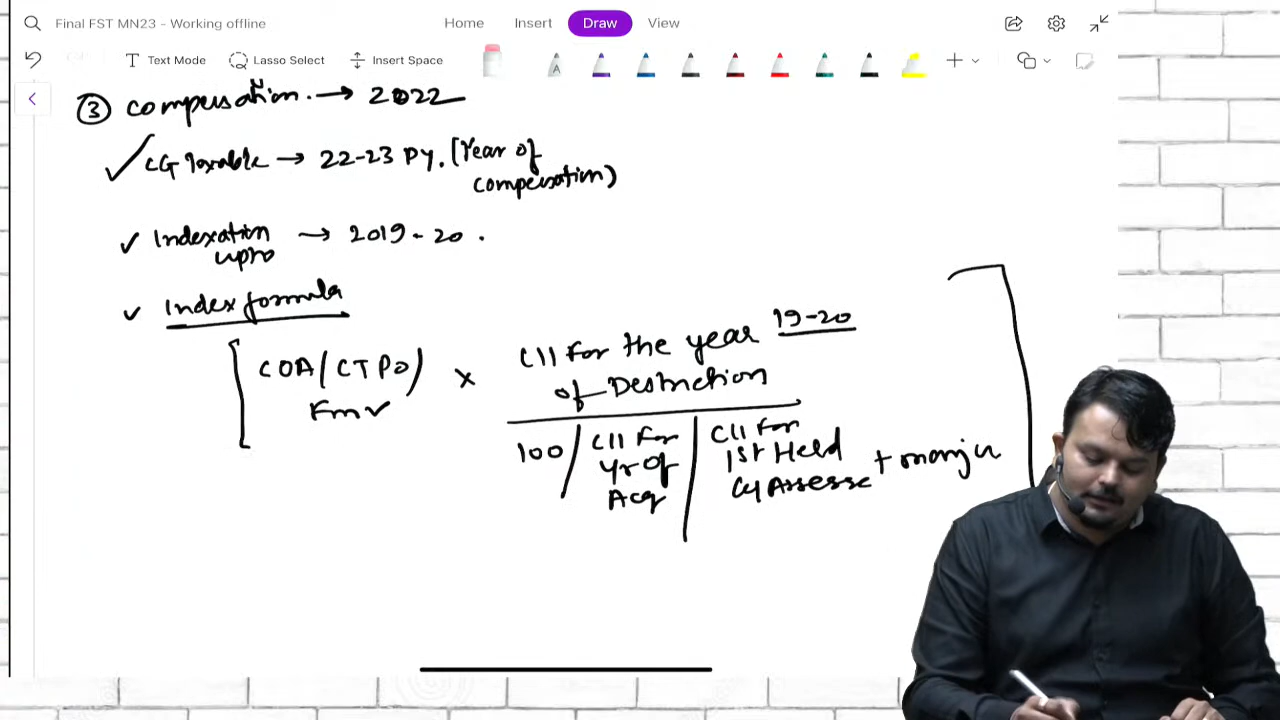 Final FST MN23 - Working offline
Home Insert Draw View
Text Mode Lasso Select Insert Space
③ compensation. → 2022
✓ CG Taxable → 22-23 PY. (Year of
compensation)
✓ Indexation → 2019-20.
upto
✓ Index formula
[COA/CTPO) × CII for the year 19-20
FMV of Destruction
100 / CII for yr of Acq | CII for 1st Held by Assesse +